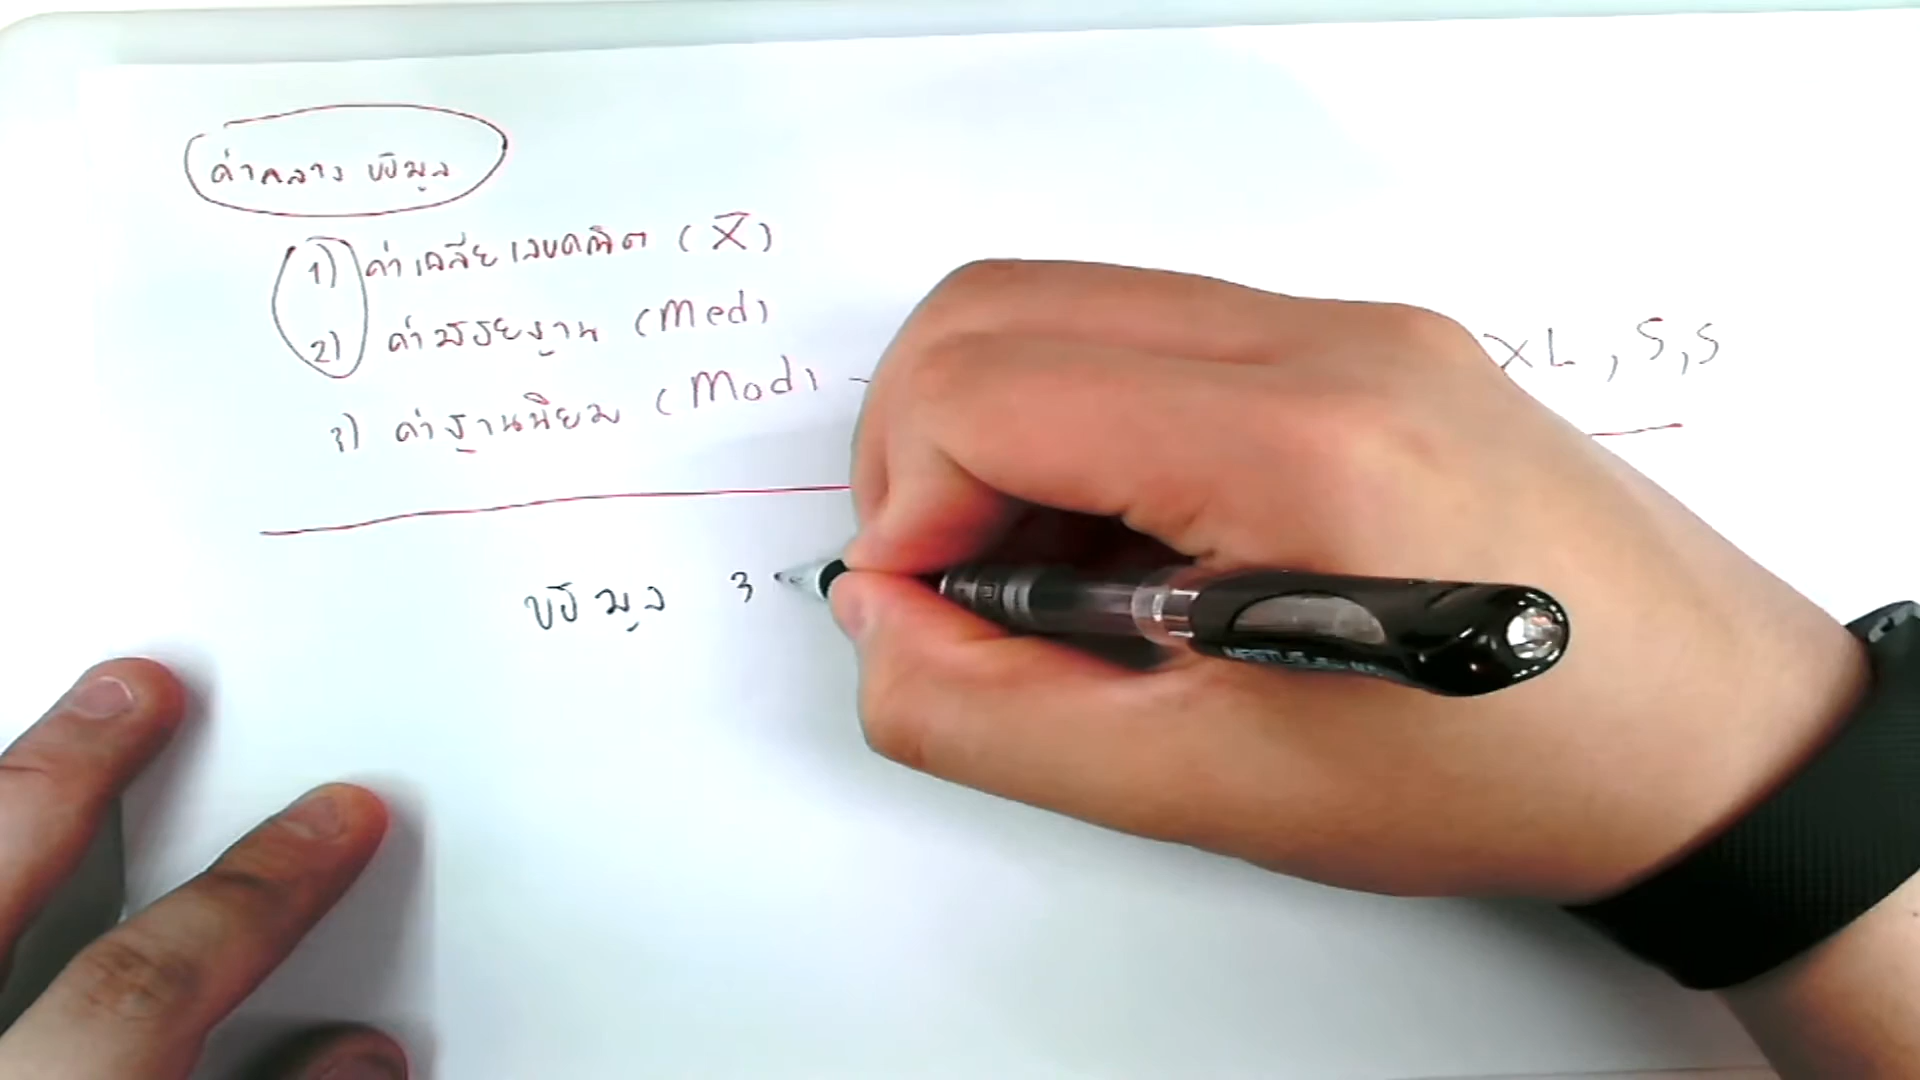 ค่ากลาง ข้อมูล
1) ค่าเฉลี่ยเลขคณิต (X̄)
2) ค่ามัธยฐาน (Med)
3) ค่าฐานนิยม (Mod) - XL, S, S
ข้อมูล 3